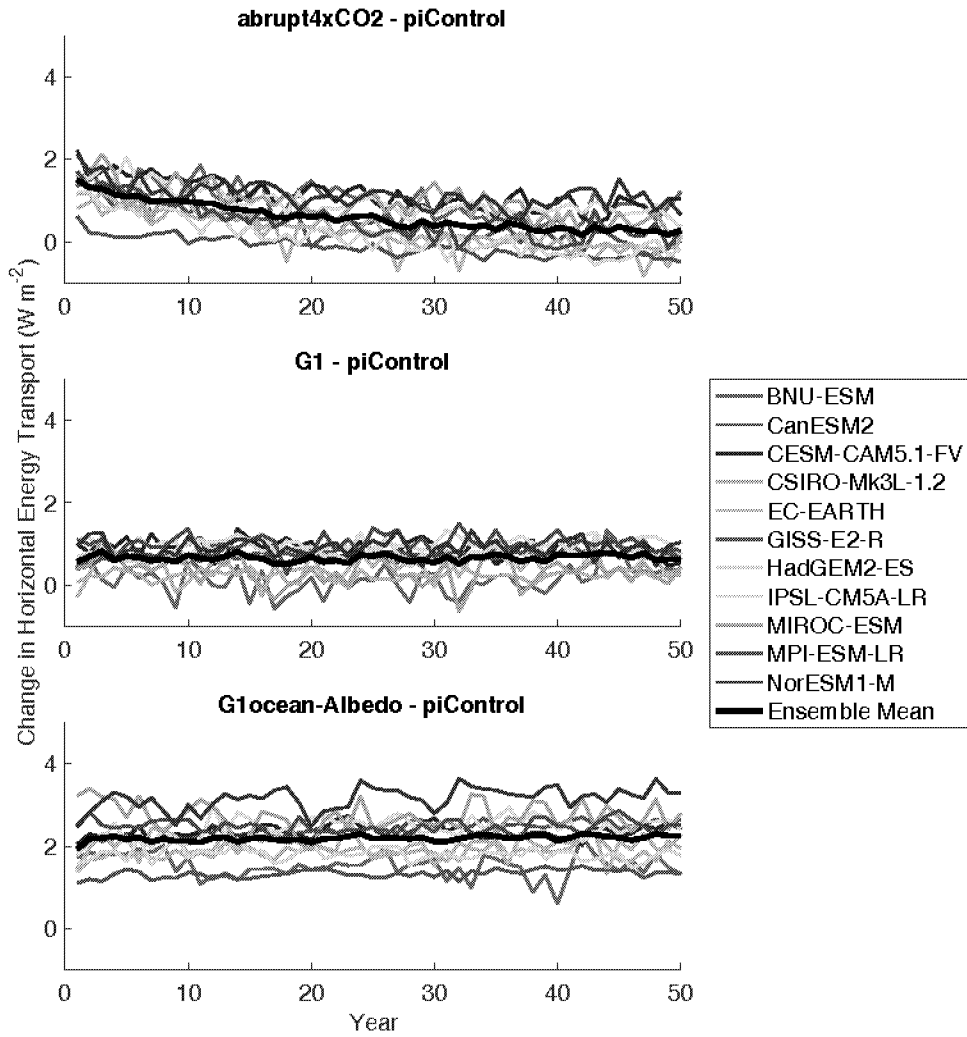 abrupt4xCO2 - piControl
4
2
0
0 10 20 30 40 50
Change in Horizontal Energy Transport (W m-2)
G1 - piControl
4
2
0
0 10 20 30 40 50
BNU-ESM
CanESM2
CESM-CAM5.1-FV
CSIRO-Mk3L-1.2
EC-EARTH
GISS-E2-R
HadGEM2-ES
IPSL-CM5A-LR
MIROC-ESM
MPI-ESM-LR
NorESM1-M
Ensemble Mean
G1ocean-Albedo - piControl
4
2
0
0 10 20 30 40 50
Year